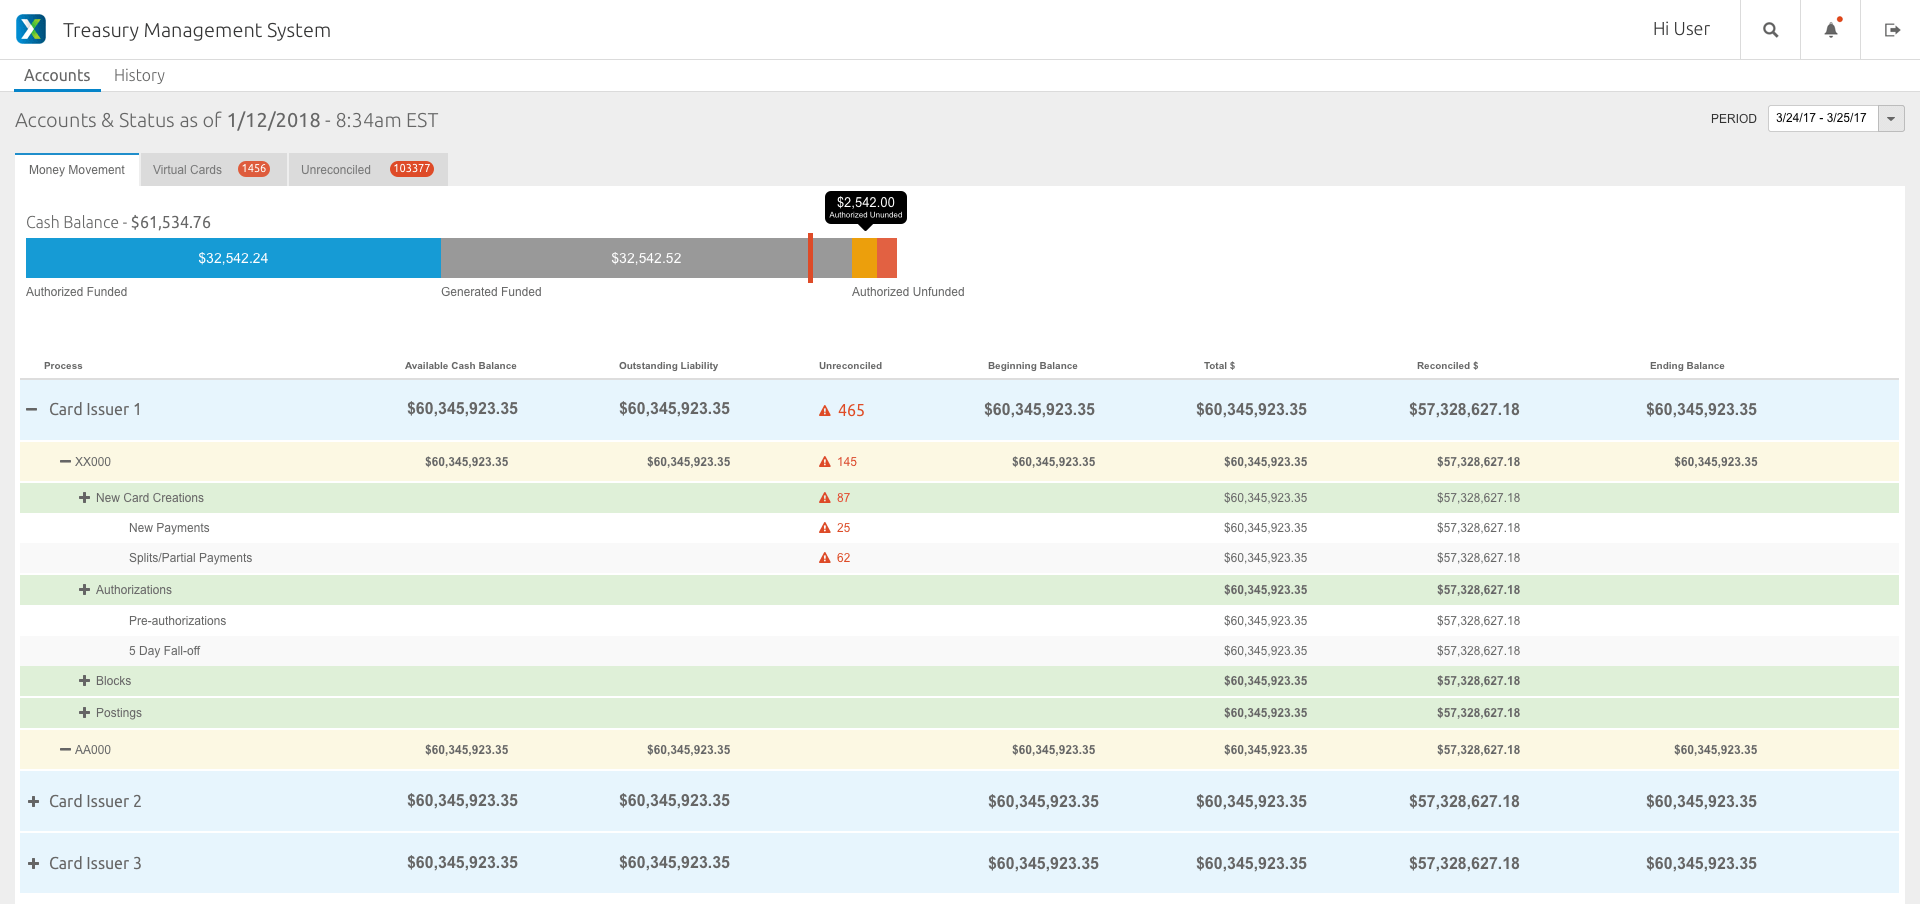 Treasury Management System
Hi User
Accounts History
Accounts & Status as of 1/12/2018 - 8:34am EST
PERIOD 3/24/17 - 3/25/17
Money Movement Virtual Cards 1456 Unreconciled 103377
$2,542.00
Authorized Ununded
Cash Balance - $61,534.76
$32,542.24 $32,542.52
Authorized Funded Generated Funded Authorized Unfunded
Process Available Cash Balance Outstanding Liability Unreconciled Beginning Balance Total $ Reconciled $ Ending Balance
Card Issuer 1 $60,345,923.35 $60,345,923.35 465 $60,345,923.35 $60,345,923.35 $57,328,627.18 $60,345,923.35
XX000 $60,345,923.35 $60,345,923.35 145 $60,345,923.35 $60,345,923.35 $57,328,627.18 $60,345,923.35
New Card Creations 87 $60,345,923.35 $57,328,627.18
New Payments 25 $60,345,923.35 $57,328,627.18
Splits/Partial Payments 62 $60,345,923.35 $57,328,627.18
Authorizations $60,345,923.35 $57,328,627.18
Pre-authorizations $60,345,923.35 $57,328,627.18
5 Day Fall-off $60,345,923.35 $57,328,627.18
Blocks $60,345,923.35 $57,328,627.18
Postings $60,345,923.35 $57,328,627.18
AA000 $60,345,923.35 $60,345,923.35 $60,345,923.35 $60,345,923.35 $57,328,627.18 $60,345,923.35
Card Issuer 2 $60,345,923.35 $60,345,923.35 $60,345,923.35 $60,345,923.35 $57,328,627.18 $60,345,923.35
Card Issuer 3 $60,345,923.35 $60,345,923.35 $60,345,923.35 $60,345,923.35 $57,328,627.18 $60,345,923.35